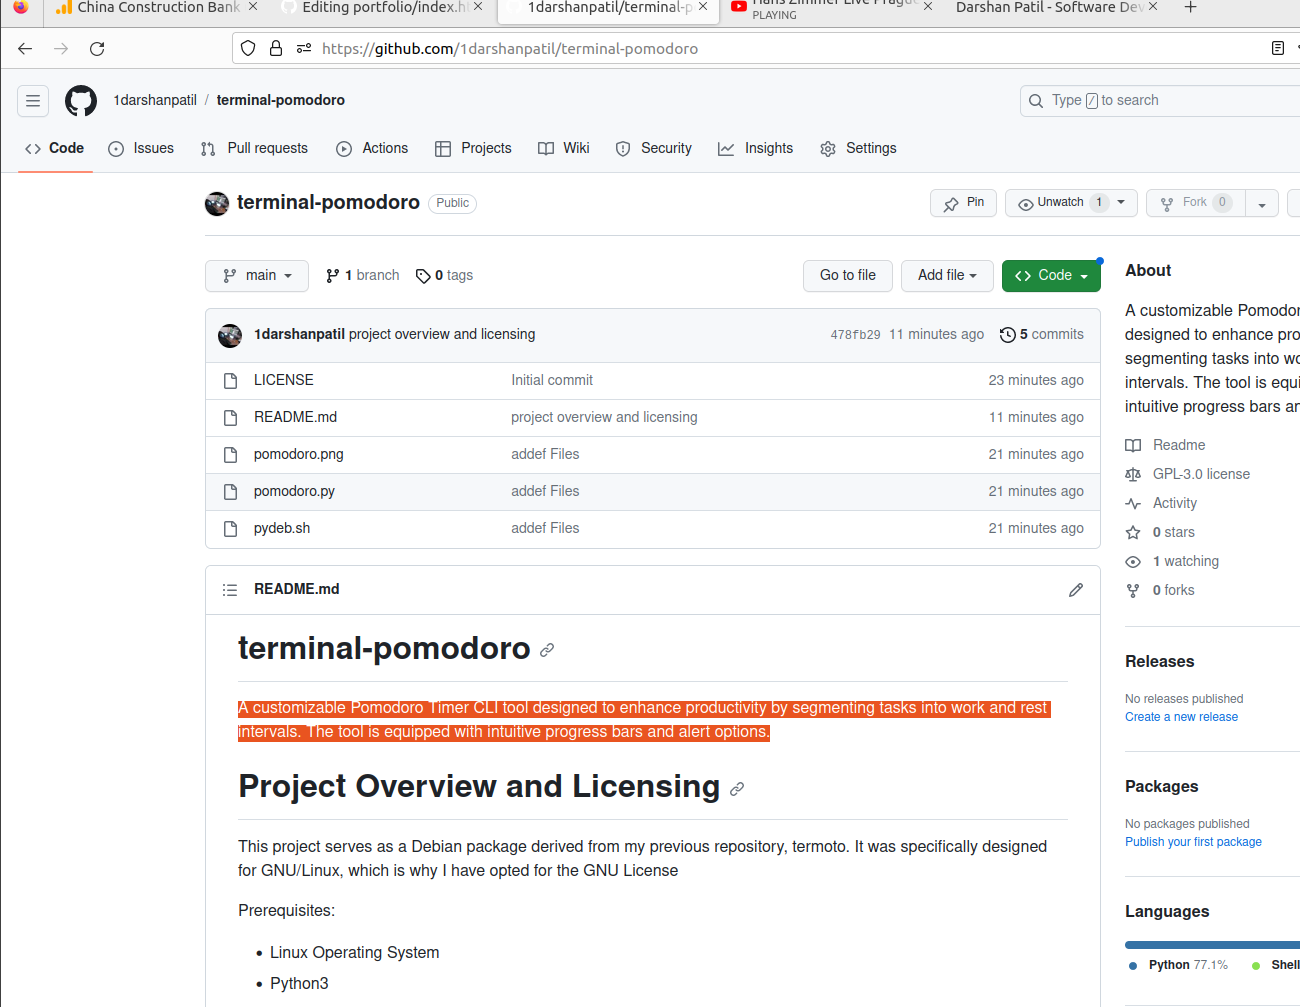 China Construction Bank
Editing portfolio/index.h
1darshanpatil/terminal-p
Hans Zimmer Live Prague
PLAYING
Darshan Patil - Software Dev
https://github.com/1darshanpatil/terminal-pomodoro
1darshanpatil / terminal-pomodoro
Type / to search
Code
Issues
Pull requests
Actions
Projects
Wiki
Security
Insights
Settings
terminal-pomodoro Public
Pin
Unwatch 1
Fork 0
main
1 branch
0 tags
Go to file
Add file
Code
1darshanpatil project overview and licensing 478fb29 11 minutes ago 5 commits
LICENSE Initial commit 23 minutes ago
README.md project overview and licensing 11 minutes ago
pomodoro.png addef Files 21 minutes ago
pomodoro.py addef Files 21 minutes ago
pydeb.sh addef Files 21 minutes ago
README.md
terminal-pomodoro
A customizable Pomodoro Timer CLI tool designed to enhance productivity by segmenting tasks into work and rest
intervals. The tool is equipped with intuitive progress bars and alert options.
Project Overview and Licensing
This project serves as a Debian package derived from my previous repository, termoto. It was specifically designed
for GNU/Linux, which is why I have opted for the GNU License
Prerequisites:
• Linux Operating System
• Python3
About
A customizable Pomodor
designed to enhance pro
segmenting tasks into wo
intervals. The tool is equi
intuitive progress bars an
Readme
GPL-3.0 license
Activity
0 stars
1 watching
0 forks
Releases
No releases published
Create a new release
Packages
No packages published
Publish your first package
Languages
Python 77.1%
Shell